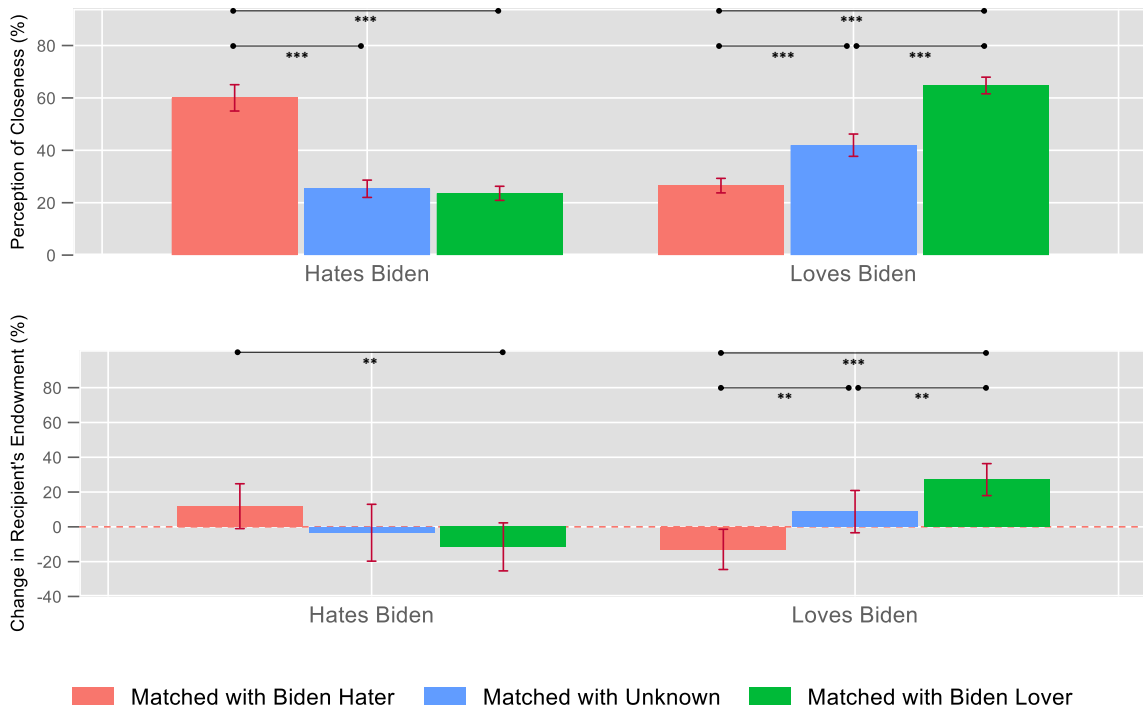 Perception of Closeness (%)
***
*** *** ***
80
60
40
20
0
Hates Biden Loves Biden
Change in Recipient's Endowment (%)
** ***
** **
80
60
40
20
0
-20
-40
Hates Biden Loves Biden
Matched with Biden Hater Matched with Unknown Matched with Biden Lover